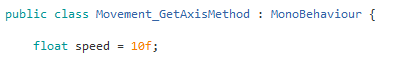 public class Movement_GetAxisMethod : MonoBehaviour {
float speed = 10f;